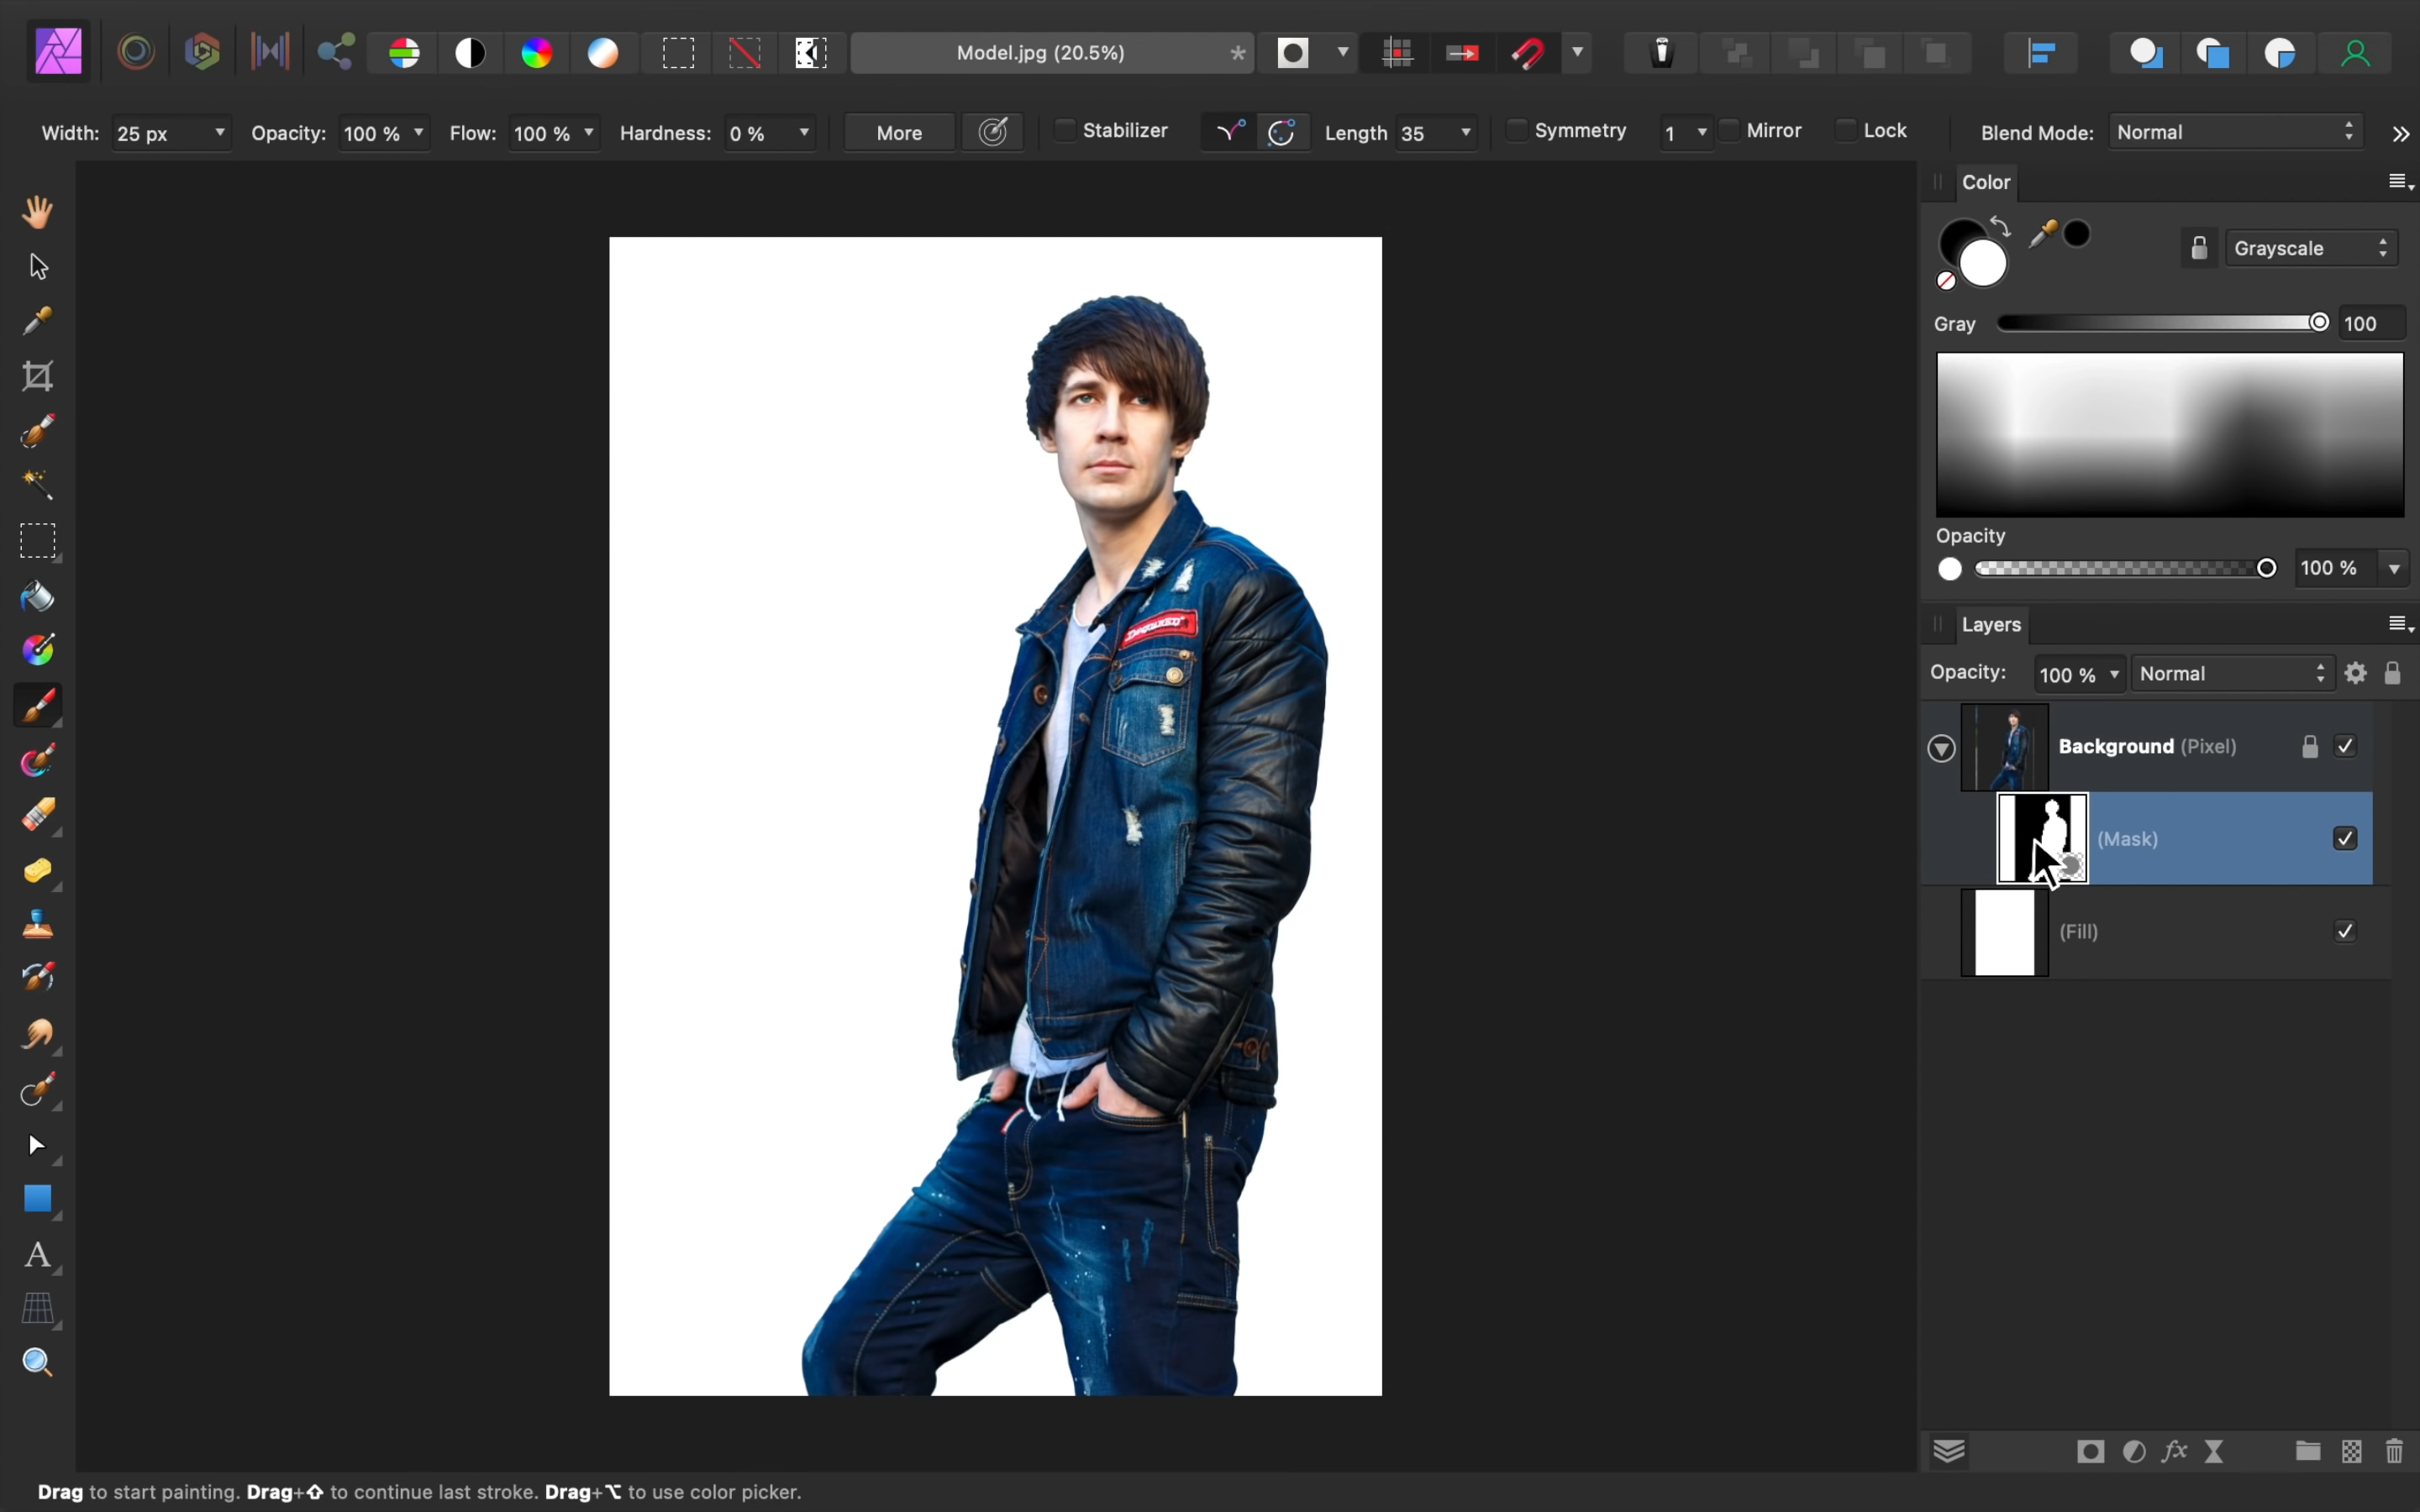 Model.jpg (20.5%) *
Width: 25 px Opacity: 100 % Flow: 100 % Hardness: 0 % More Stabilizer Length 35 Symmetry 1 Mirror Lock Blend Mode: Normal
Color
Grayscale
Gray 100
Opacity
100 %
Layers
Opacity: 100 % Normal
Background (Pixel)
(Mask)
(Fill)
A
fx
Drag to start painting. Drag+⇧ to continue last stroke. Drag+⌥ to use color picker.